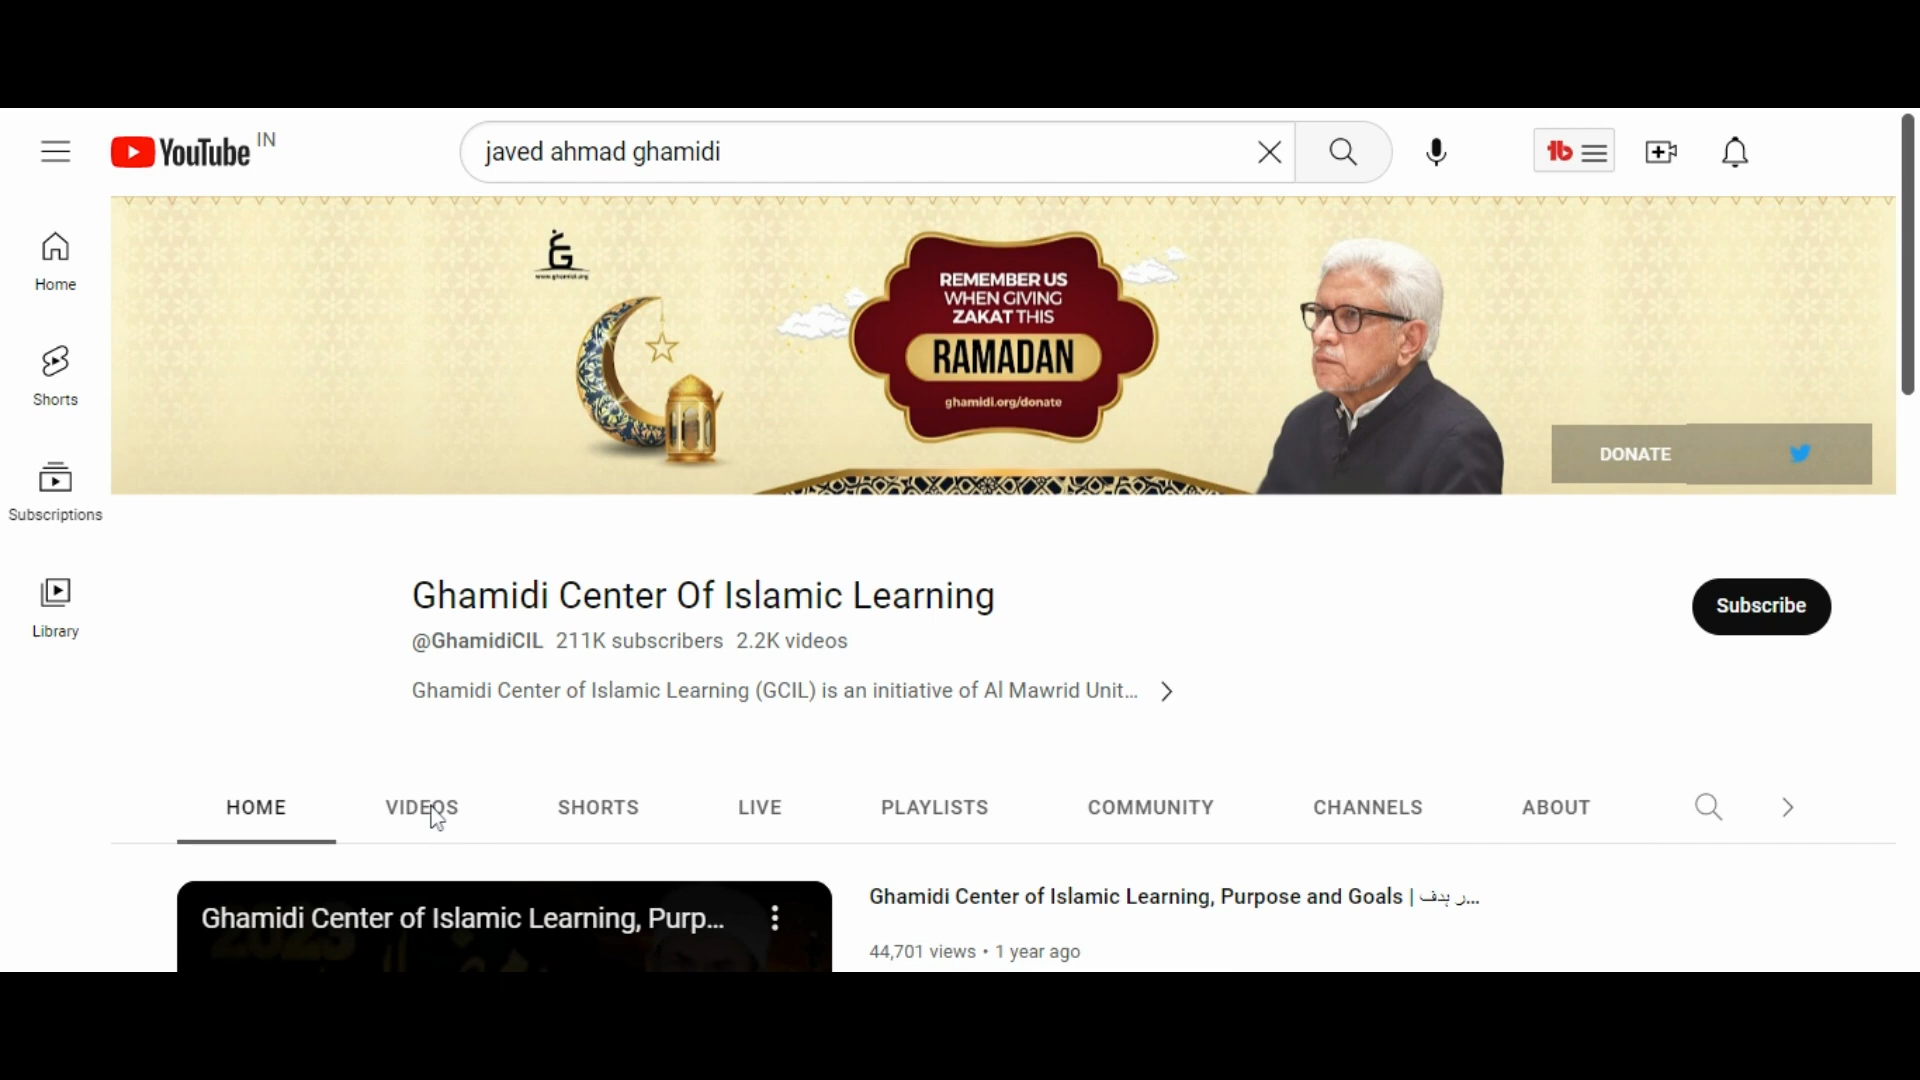 YouTube IN
javed ahmad ghamidi
Home
Shorts
Subscriptions
Library
www.ghamidi.org
REMEMBER US
WHEN GIVING
ZAKAT THIS
RAMADAN
ghamidi.org/donate
DONATE
Ghamidi Center Of Islamic Learning
@GhamidiCIL 211K subscribers 2.2K videos
Ghamidi Center of Islamic Learning (GCIL) is an initiative of Al Mawrid Unit...
Subscribe
HOME VIDEOS SHORTS LIVE PLAYLISTS COMMUNITY CHANNELS ABOUT
Ghamidi Center of Islamic Learning, Purp...
Ghamidi Center of Islamic Learning, Purpose and Goals |
44,701 views • 1 year ago